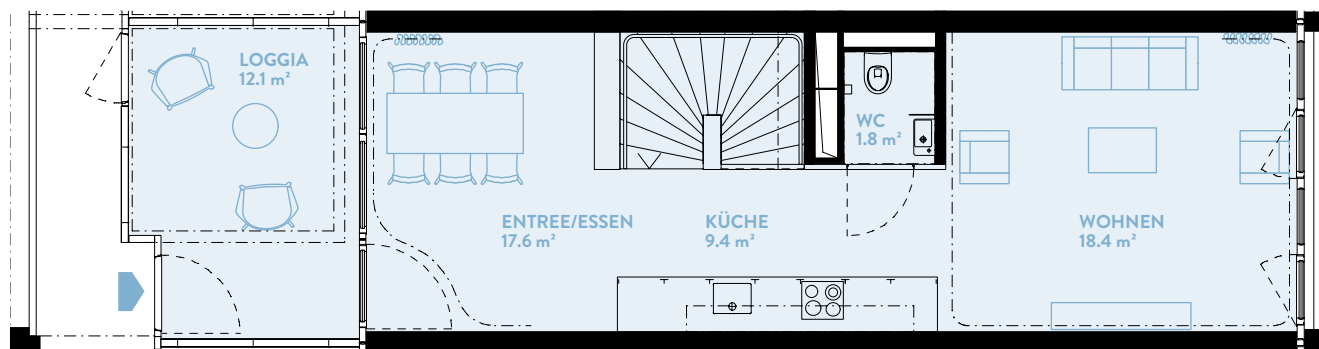 LOGGIA
12.1 m²
WC
1.8 m²
ENTREE/ESSEN
17.6 m²
KÜCHE
9.4 m²
WOHNEN
18.4 m²